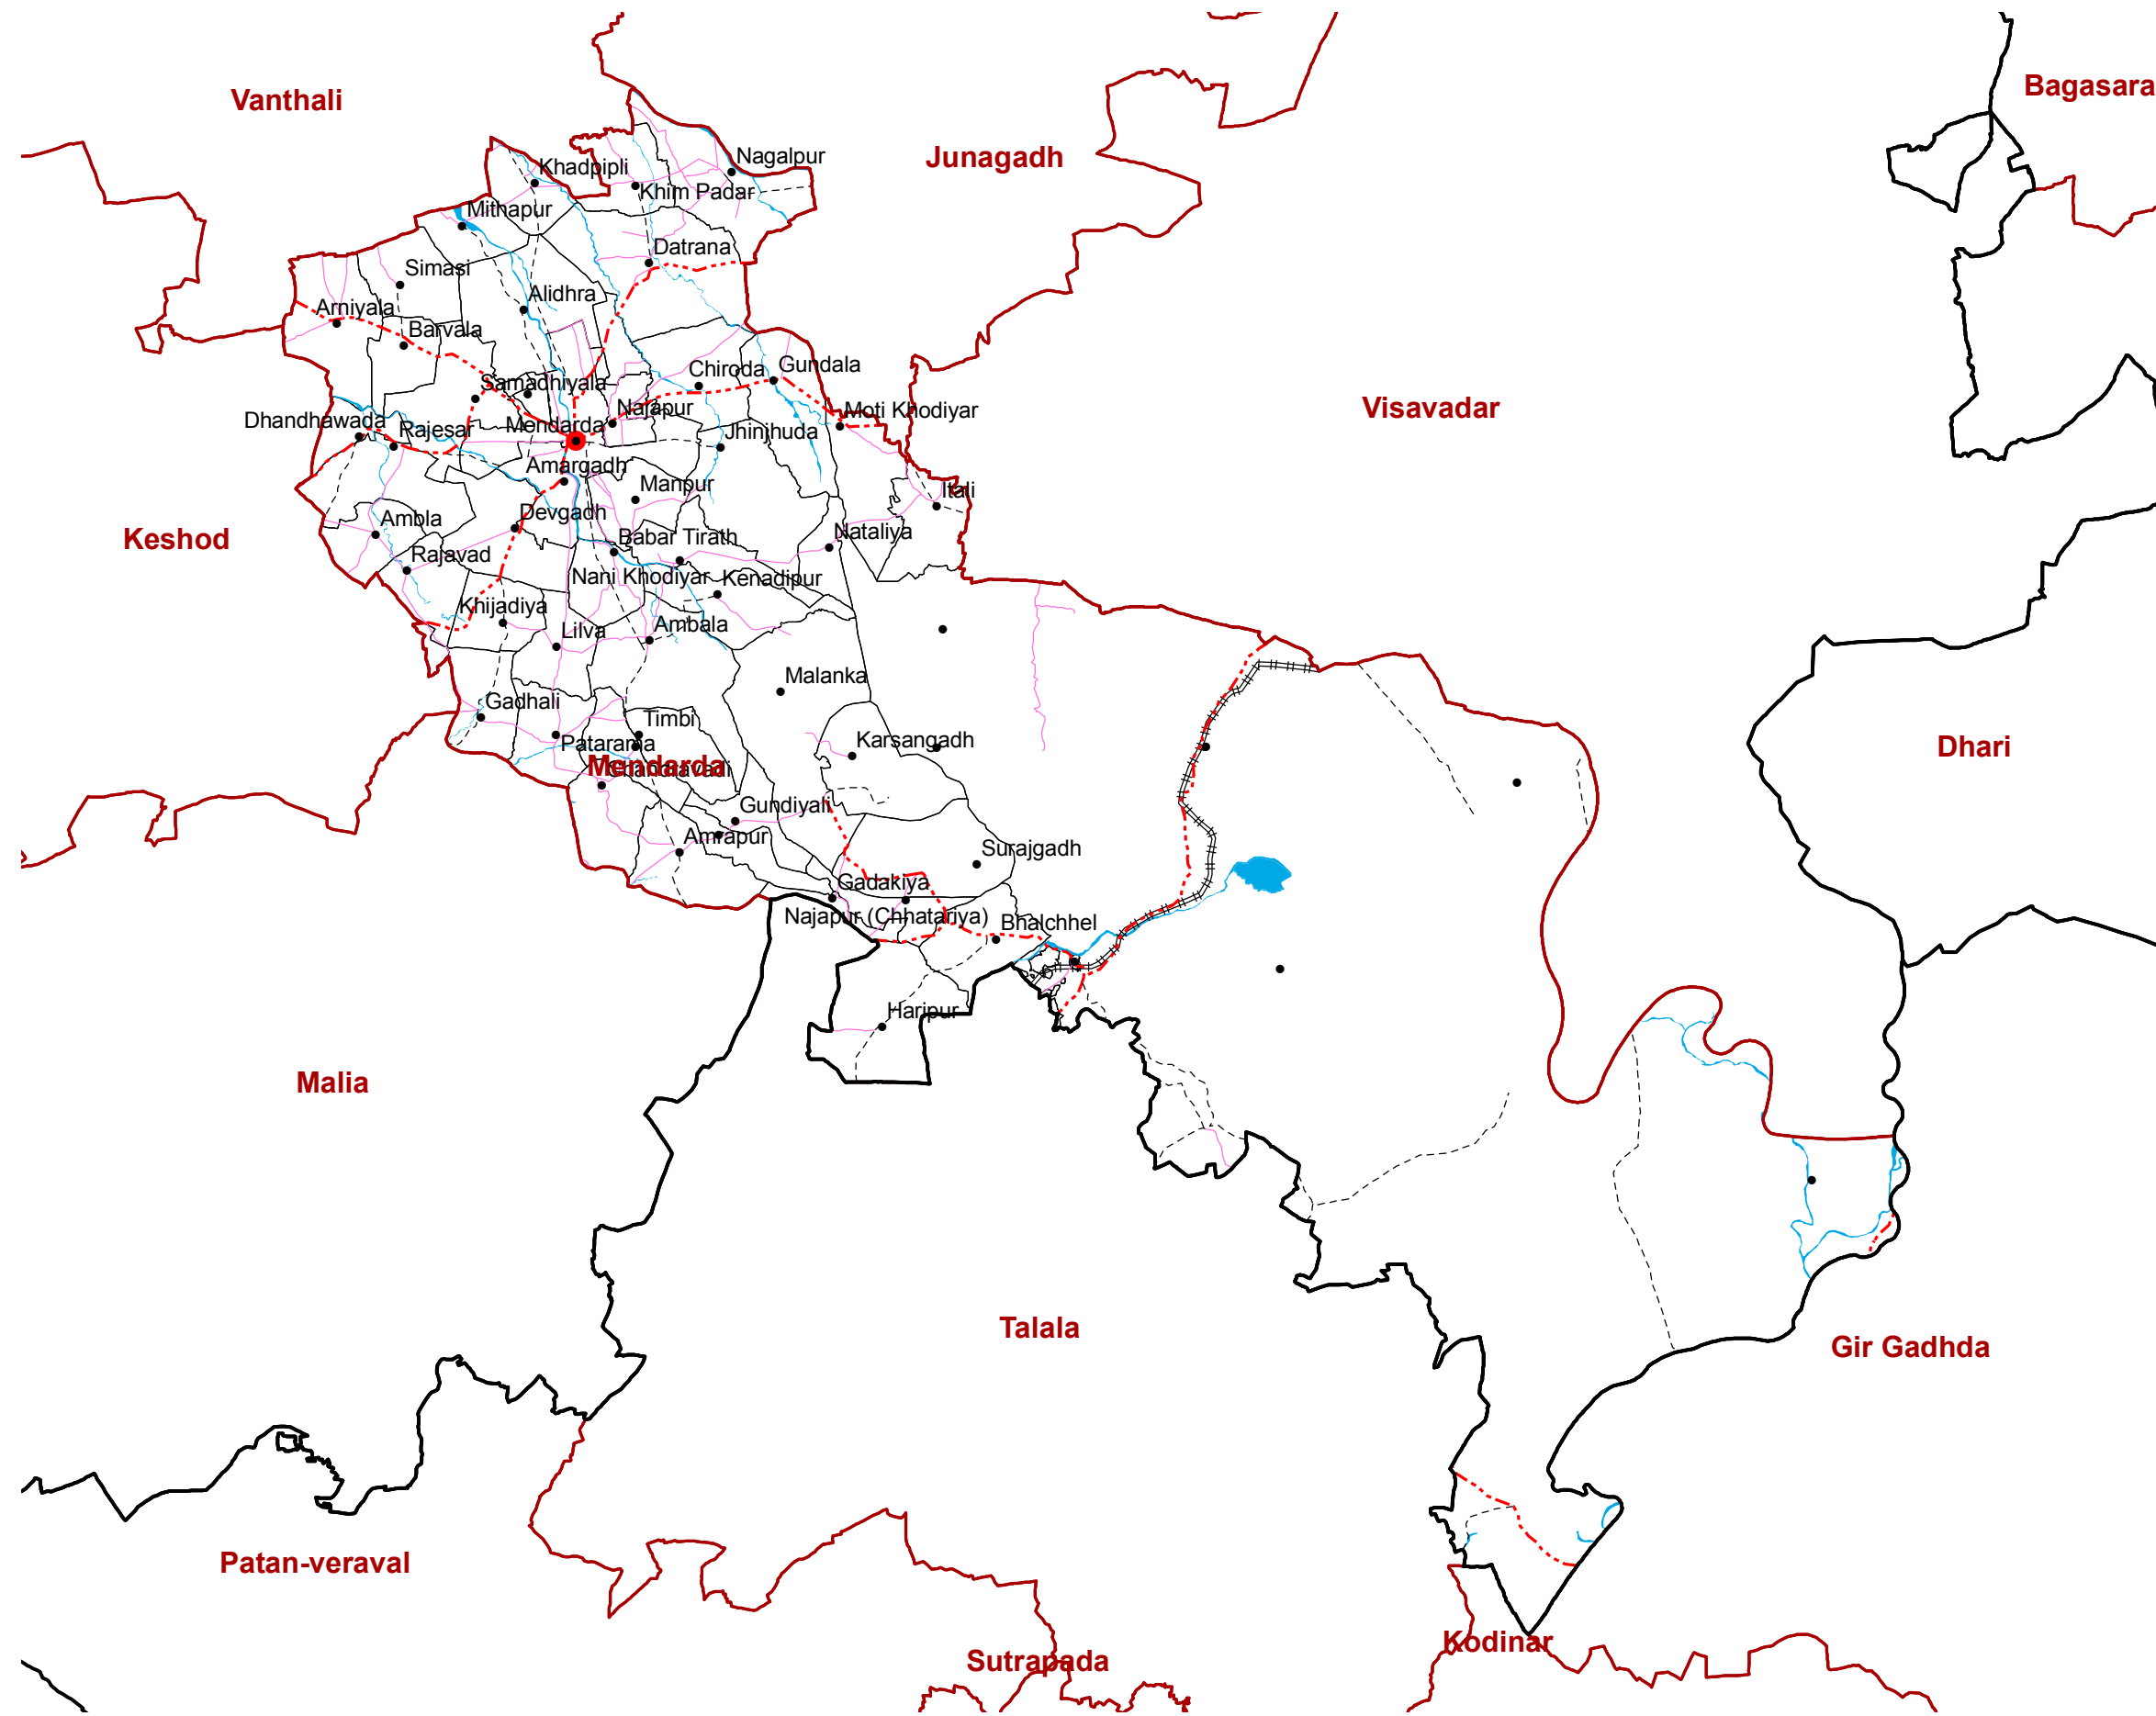 Bagasara
Vanthali
Junagadh
Nagalpur
Khadpipli
Khim Padar
Mithapur
Datrana
Simasi
Alidhra
Arniyala
Barvala
Gundala
Chiroda
Samadhiyala
Visavadar
Najapur
Moti Khodiyar
Dhandhawada
Rajesar
Mendarda
Jhinjhuda
Amargadh
Manpur
Itali
Devgadh
Ambla
Nataliya
Babar Tirath
Keshod
Rajavad
Nani Khodiyar
Kenadipur
Khijadiya
Lilva
Ambala
Malanka
Gadhali
Timbi
Patarama
Karsangadh
Dhari
Mendarda
Chandravadi
Gundiyali
Amrapur
Surajgadh
Gadakiya
Najapur (Chhatariya)
Bhalchhel
Haripur
Malia
Talala
Gir Gadhda
Patan-veraval
Kodinar
Sutrapada